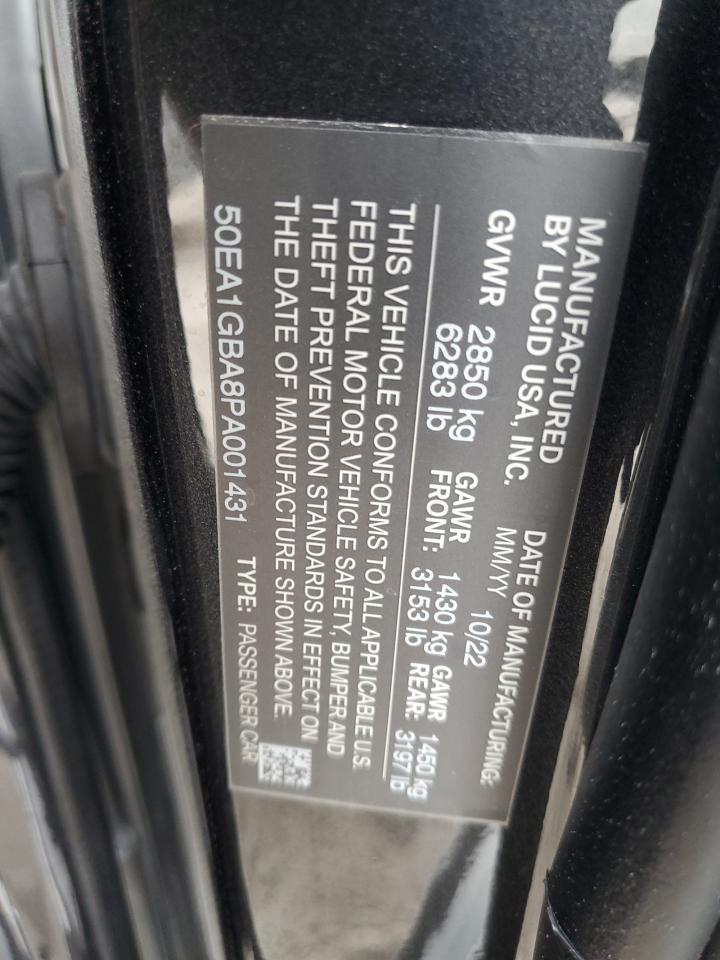 MANUFACTURED
BY LUCID USA, INC.
DATE OF MANUFACTURING:
MM/YY 10/22
GVWR 2850 kg
6283 lb
GAWR
FRONT:
1430 kg
3153 lb
GAWR
REAR:
1450 kg
3197 lb
THIS VEHICLE CONFORMS TO ALL APPLICABLE U.S.
FEDERAL MOTOR VEHICLE SAFETY, BUMPER AND
THEFT PREVENTION STANDARDS IN EFFECT ON
THE DATE OF MANUFACTURE SHOWN ABOVE.
50EA1GBA8PA001431 TYPE: PASSENGER CAR